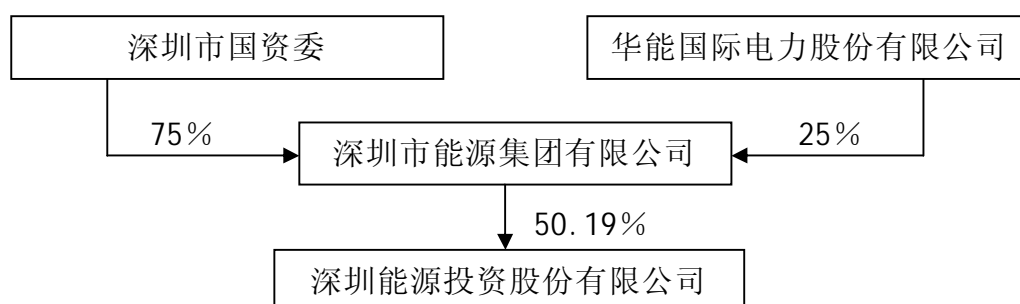 深圳市国资委
华能国际电力股份有限公司
75％
深圳市能源集团有限公司
25％
50.19％
深圳能源投资股份有限公司